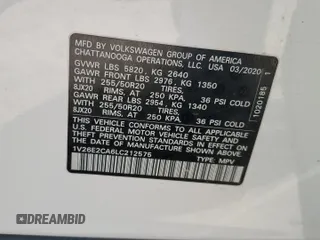 MFD BY VOLKSWAGEN GROUP OF AMERICA
CHATTANOOGA OPERATIONS, LLC. USA 03/2020
GVWR LBS 5820, KG 2640
GAWR FRONT LBS 2976, KG 1350
WITH 255/50R20 TIRES,
8JX20 RIMS, AT 250 KPA, 36 PSI COLD
GAWR REAR LBS 2954, KG 1340
WITH 255/50R20 TIRES,
8JX20 RIMS, AT 250 KPA, 36 PSI COLD
THIS VEHICLE CONFORMS TO ALL APPLICABLE
U.S. FEDERAL MOTOR VEHICLE SAFETY AND
THEFT PREVENTION STANDARDS IN EFFECT ON
THE DATE OF MANUFACTURE SHOWN ABOVE.
1V26E2CA6LC212575 TYPE: MPV
1020185
AUTOBIDMASTER